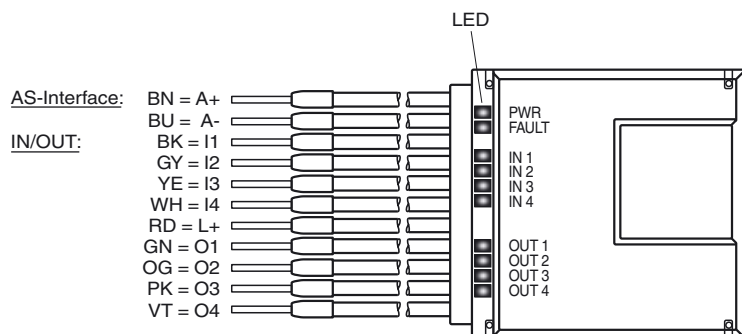 LED
AS-Interface: BN = A+
BU = A-
IN/OUT: BK = I1
GY = I2
YE = I3
WH = I4
RD = L+
GN = O1
OG = O2
PK = O3
VT = O4
PWR
FAULT
IN 1
IN 2
IN 3
IN 4
OUT 1
OUT 2
OUT 3
OUT 4